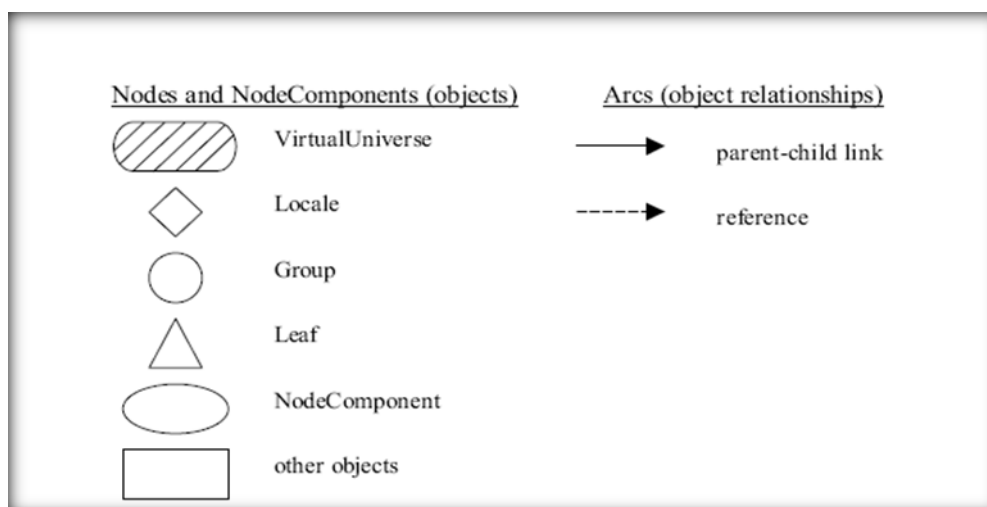 Nodes and NodeComponents (objects)
VirtualUniverse
Locale
Group
Leaf
NodeComponent
other objects
Arcs (object relationships)
parent-child link
reference